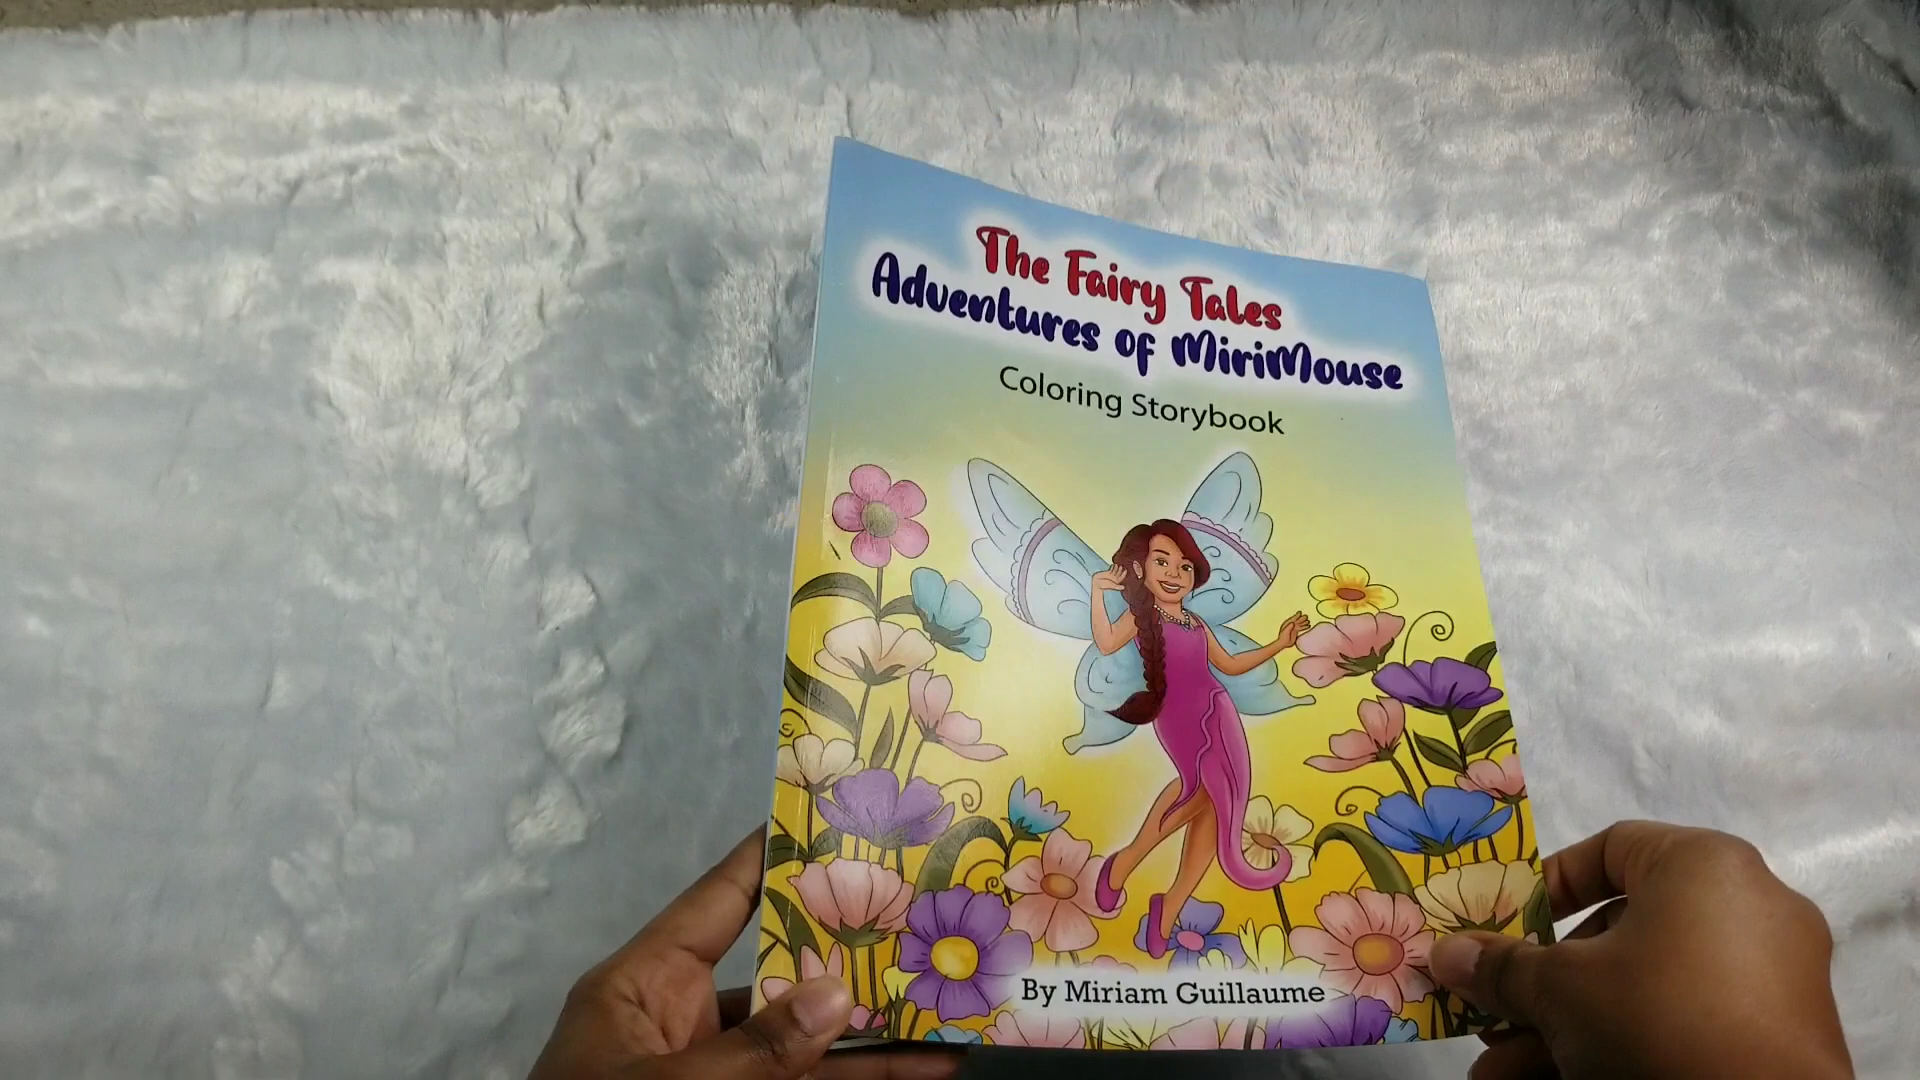 The Fairy Tales
Adventures of MiriMouse
Coloring Storybook
By Miriam Guillaume